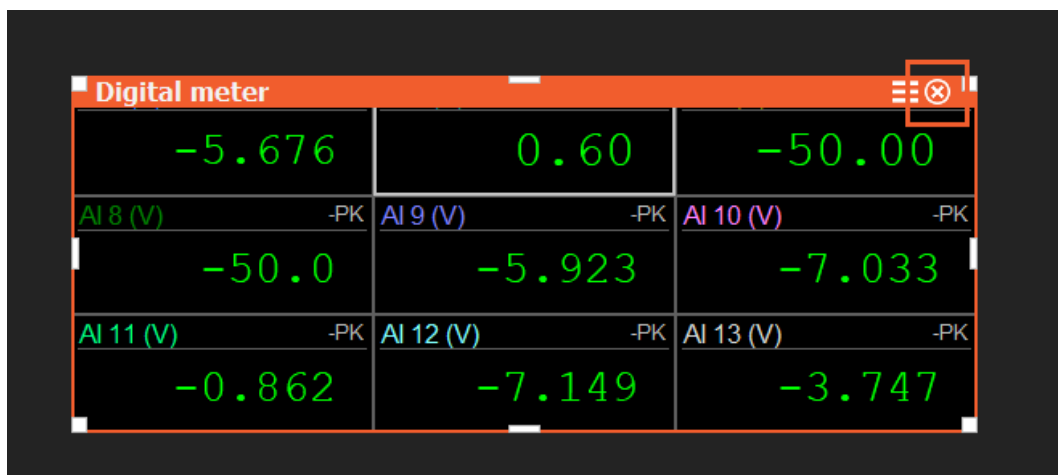 Digital meter
-5.676 0.60 -50.00
AI 8 (V) -PK AI 9 (V) -PK AI 10 (V) -PK
-50.0 -5.923 -7.033
AI 11 (V) -PK AI 12 (V) -PK AI 13 (V) -PK
-0.862 -7.149 -3.747